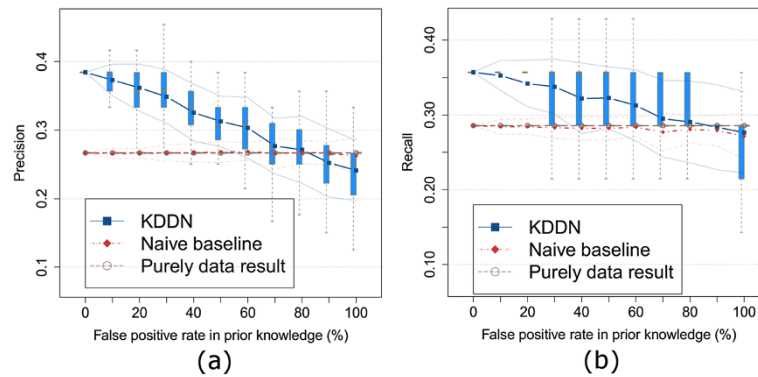 0.4
0.3
0.2
0.1
Precision
KDDN
Naive baseline
Purely data result
0 20 40 60 80 100
False positive rate in prior knowledge (%)
(a)
0.40
0.30
0.20
0.10
Recall
KDDN
Naive baseline
Purely data result
0 20 40 60 80 100
False positive rate in prior knowledge (%)
(b)